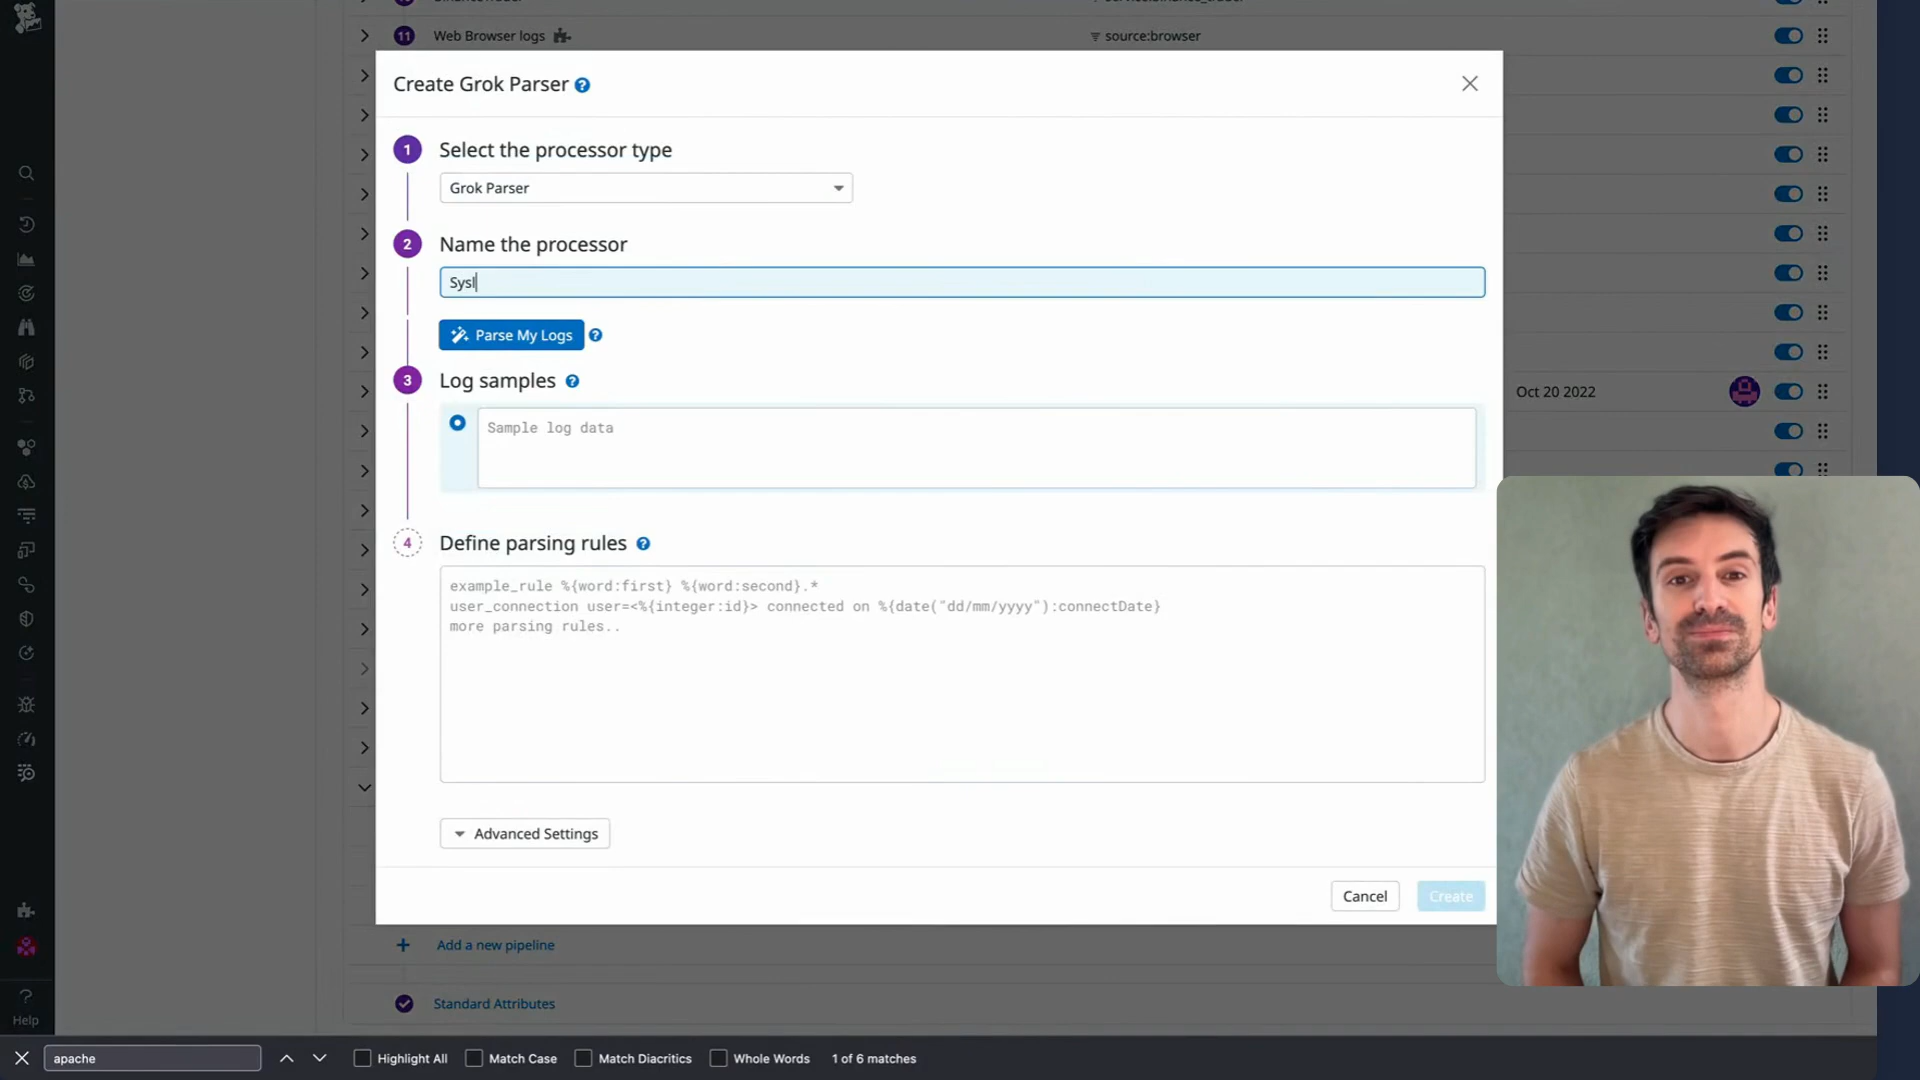 11 Web Browser logs
source:browser
Create Grok Parser ?
1 Select the processor type
Grok Parser
2 Name the processor
Sysl
Parse My Logs ?
3 Log samples ?
Sample log data
4 Define parsing rules ?
example_rule %{word:first} %{word:second}.*
user_connection user=<%{integer:id}> connected on %{date("dd/mm/yyyy"):connectDate}
more parsing rules..
Oct 20 2022
Advanced Settings
Cancel
Create
+ Add a new pipeline
Standard Attributes
?
Help
apache
Highlight All
Match Case
Match Diacritics
Whole Words
1 of 6 matches